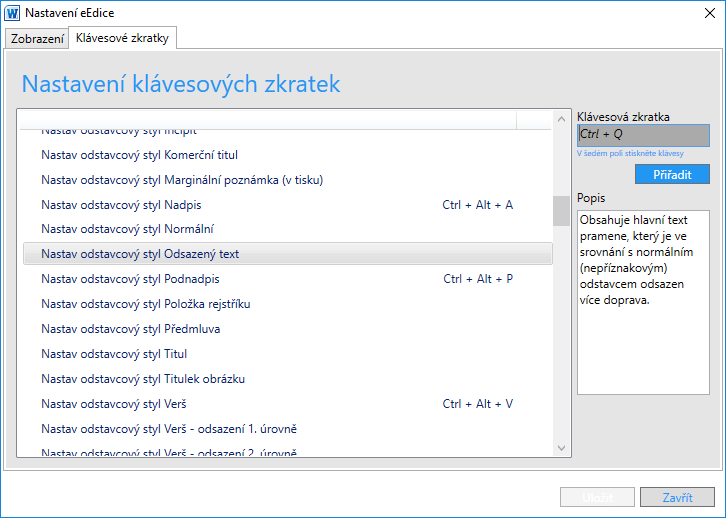 Nastavení eEdice
Zobrazení
Klávesové zkratky
Nastavení klávesových zkratek
Nastav odstavcový styl Incipit
Nastav odstavcový styl Komerční titul
Nastav odstavcový styl Marginální poznámka (v tisku)
Nastav odstavcový styl Nadpis Ctrl + Alt + A
Nastav odstavcový styl Normální
Nastav odstavcový styl Odsazený text
Nastav odstavcový styl Podnadpis Ctrl + Alt + P
Nastav odstavcový styl Položka rejstříku
Nastav odstavcový styl Předmluva
Nastav odstavcový styl Titul
Nastav odstavcový styl Titulek obrázku
Nastav odstavcový styl Verš Ctrl + Alt + V
Nastav odstavcový styl Verš - odsazení 1. úrovně
Nastav odstavcový styl Verš - odsazení 2. úrovně
Klávesová zkratka
Ctrl + Q
V šedém poli stiskněte klávesy
Přiřadit
Popis
Obsahuje hlavní text
pramene, který je ve
srovnání s normálním
(nepříznakovým)
odstavcem odsazen
více doprava.
Uložit
Zavřít